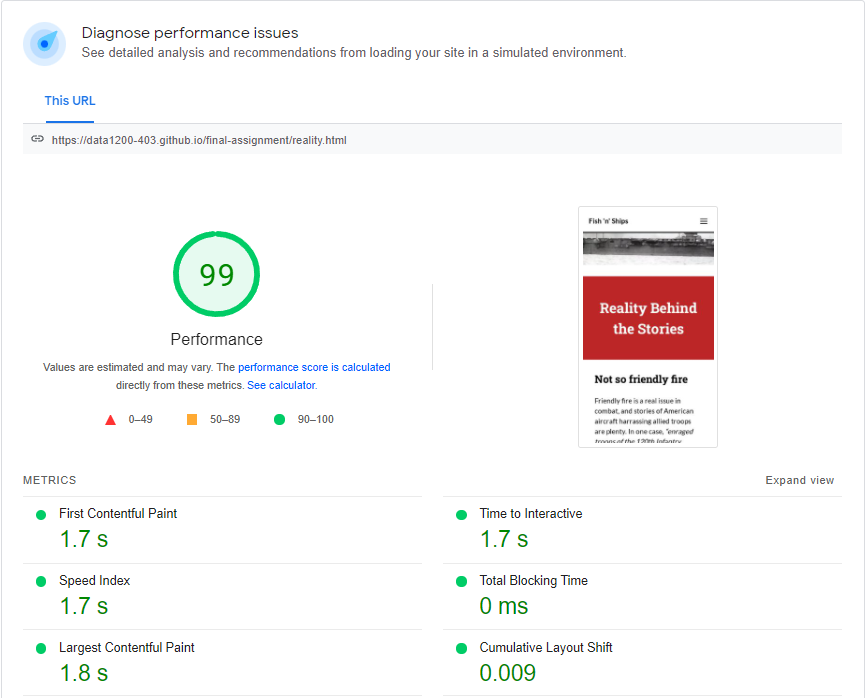 Diagnose performance issues
See detailed analysis and recommendations from loading your site in a simulated environment.
This URL
https://data1200-403.github.io/final-assignment/reality.html
99
Performance
Values are estimated and may vary. The performance score is calculated
directly from these metrics. See calculator.
0–49
50–89
90–100
Fish 'n' Ships
Reality Behind
the Stories
Not so friendly fire
Friendly fire is a real issue in
combat, and stories of American
aircraft harrassing allied troops
are plenty. In one case, "enraged
troops of the 120th Infantry
METRICS
Expand view
First Contentful Paint
1.7 s
Time to Interactive
1.7 s
Speed Index
1.7 s
Total Blocking Time
0 ms
Largest Contentful Paint
1.8 s
Cumulative Layout Shift
0.009